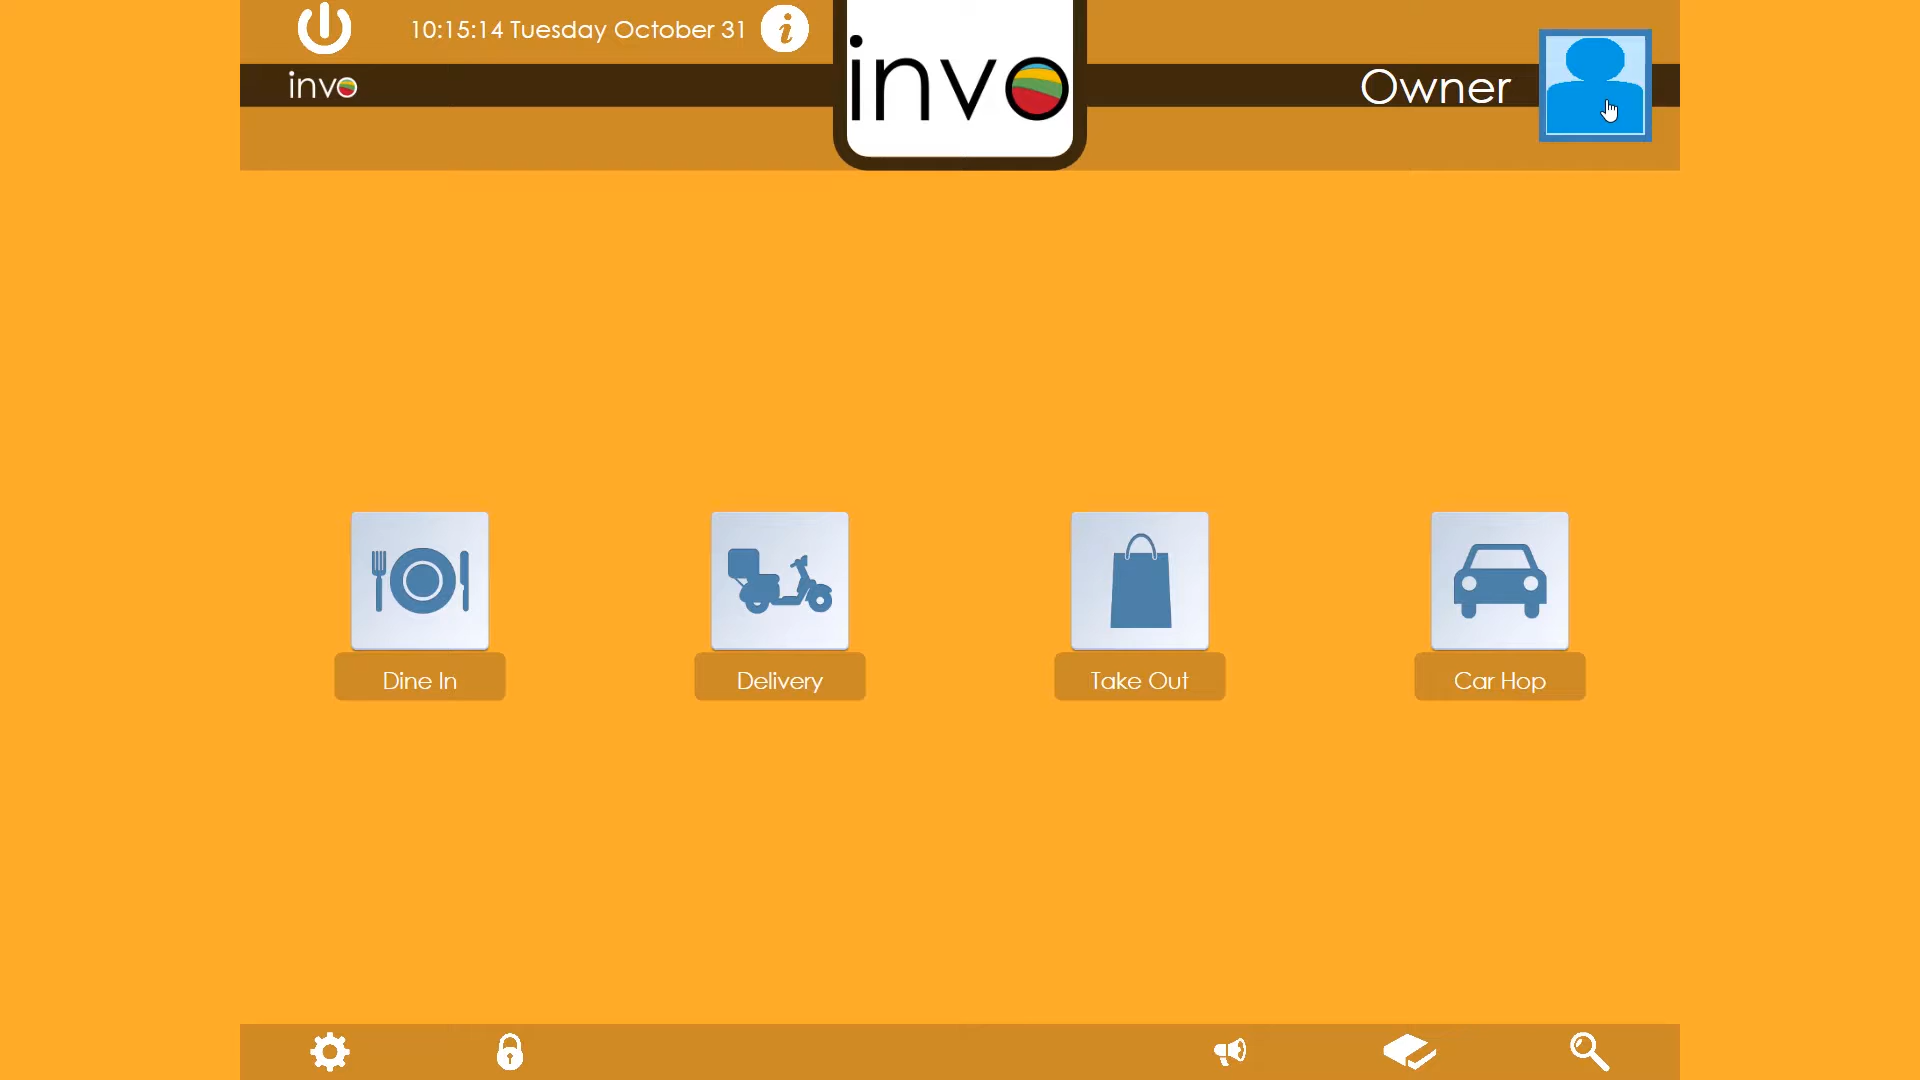 10:15:14 Tuesday October 31
i
invo
invo
Owner
Dine In
Delivery
Take Out
Car Hop